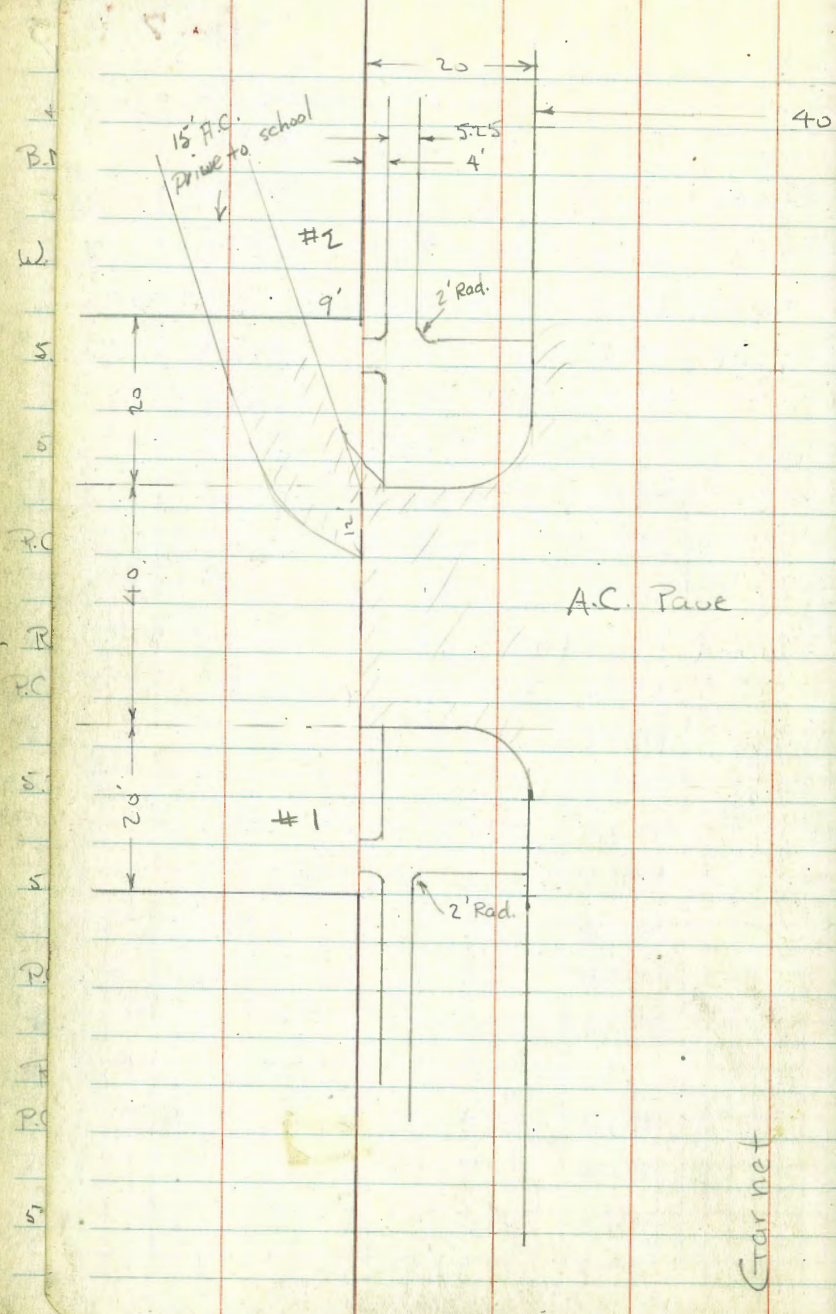 20
40
15' A.C.
Drive to school
5.25
4'
#2
9'
2' Rad.
20
12'
40.
A.C. Pave
20'
#1
2' Rad.
Garnet
B.M
P.C
P.C
P.C